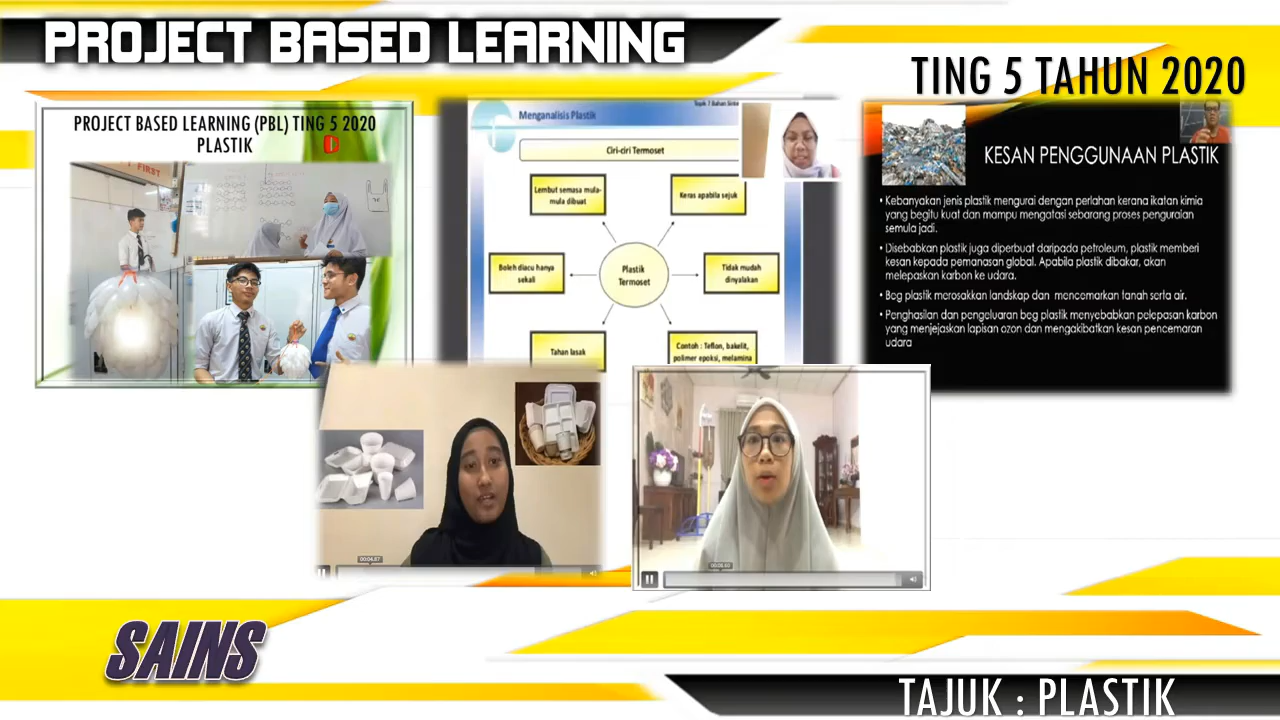 PROJECT BASED LEARNING
TING 5 TAHUN 2020
PROJECT BASED LEARNING (PBL) TING 5 2020
PLASTIK
D
FIRST
Menganalisis Plastik
Ciri-ciri Termoset
Lembut semasa mula-
mula dibuat
Keras apabila sejuk
Boleh diacu hanya
sekali
Plastik
Termoset
Tidak mudah
dinyalakan
Tahan lasak
Contoh : Teflon, bakelit,
polimer epoksi, melamina
KESAN PENGGUNAAN PLASTIK
• Kebanyakan jenis plastik mengurai dengan perlahan kerana ikatan kimia
yang begitu kuat dan mampu mengatasi sebarang proses penguraian
semula jadi.
• Disebabkan plastik juga diperbuat daripada petroleum, plastik memberi
kesan kepada pemanasan global. Apabila plastik dibakar, akan
melepaskan karbon ke udara.
• Beg plastik merosakkan landskap dan mencemarkan tanah serta air.
• Penghasilan dan pengeluaran beg plastik menyebabkan pelepasan karbon
yang menjejaskan lapisan ozon dan mengakibatkan kesan pencemaran
udara
SAINS
TAJUK : PLASTIK